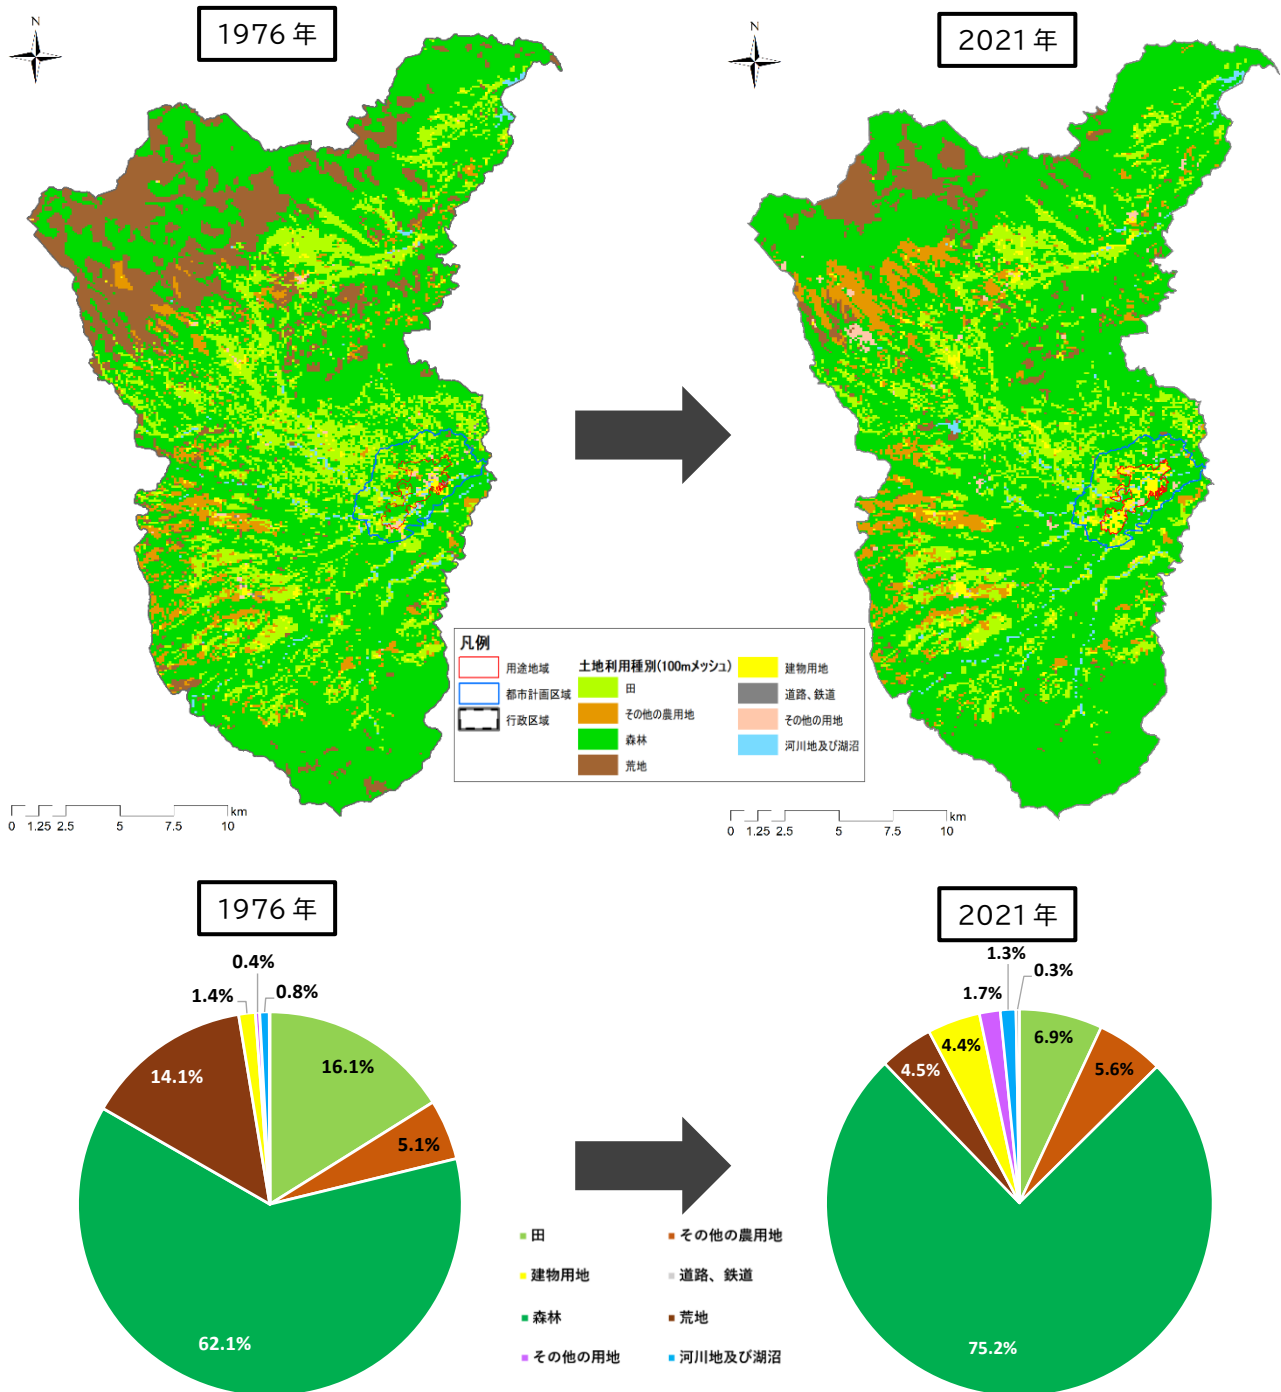 1976年
2021年
N
N
凡例
用途地域
都市計画区域
行政区域
土地利用種別(100mメッシュ)
田
その他の農用地
森林
荒地
建物用地
道路、鉄道
その他の用地
河川地及び湖沼
km
0 1.25 2.5 5 7.5 10
km
0 1.25 2.5 5 7.5 10
1976年
2021年
0.4%
1.4%
0.8%
14.1%
16.1%
5.1%
62.1%
1.3%
0.3%
1.7%
4.4%
6.9%
4.5%
5.6%
75.2%
田
その他の農用地
建物用地
道路、鉄道
森林
荒地
その他の用地
河川地及び湖沼